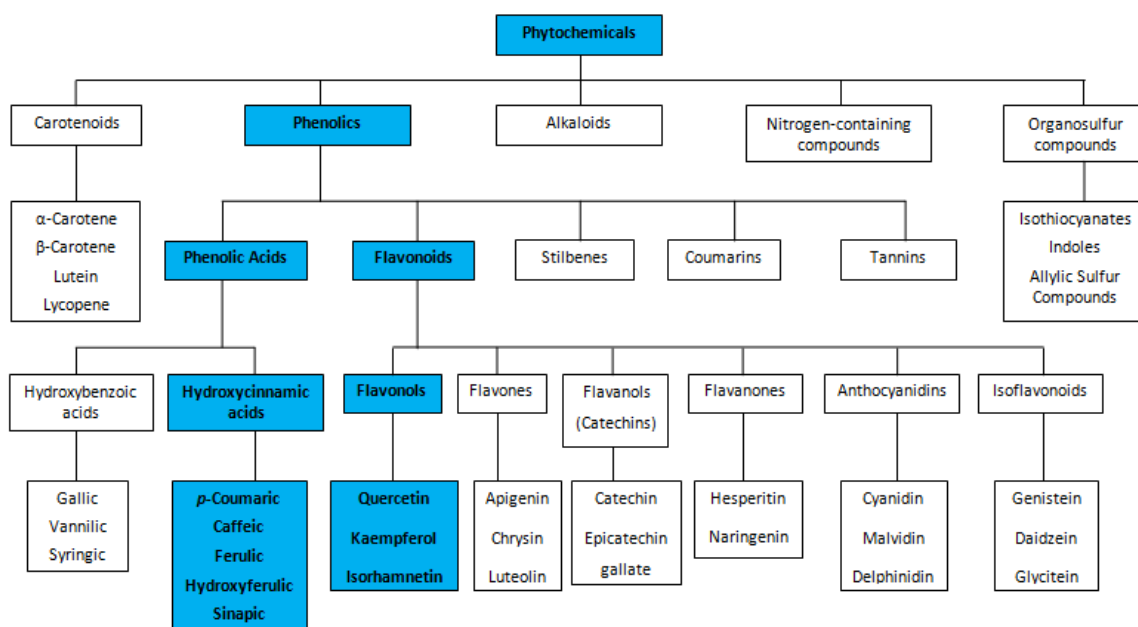 Phytochemicals
Carotenoids
Phenolics
Alkaloids
Nitrogen-containing
compounds
Organosulfur
compounds
α-Carotene
β-Carotene
Lutein
Lycopene
Phenolic Acids
Flavonoids
Stilbenes
Coumarins
Tannins
Isothiocyanates
Indoles
Allylic Sulfur
Compounds
Hydroxybenzoic
acids
Hydroxycinnamic
acids
Flavonols
Flavones
Flavanols
(Catechins)
Flavanones
Anthocyanidins
Isoflavonoids
Gallic
Vannilic
Syringic
p-Coumaric
Caffeic
Ferulic
Hydroxyferulic
Sinapic
Quercetin
Kaempferol
Isorhamnetin
Apigenin
Chrysin
Luteolin
Catechin
Epicatechin
gallate
Hesperitin
Naringenin
Cyanidin
Malvidin
Delphinidin
Genistein
Daidzein
Glycitein